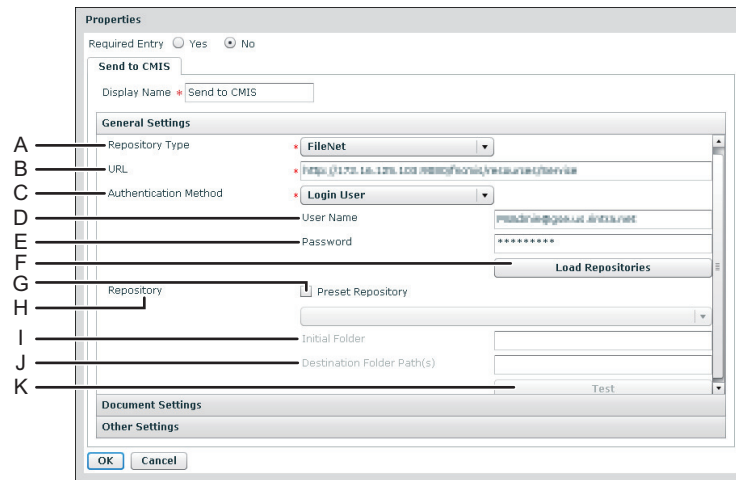 Properties
Required Entry Yes No
Send to CMIS
Display Name * Send to CMIS
General Settings
A Repository Type * FileNet
B URL *
C Authentication Method * Login User
D User Name
E Password *********
F Load Repositories
G Preset Repository
H Repository
I Initial Folder
J Destination Folder Path(s)
K Test
Document Settings
Other Settings
OK Cancel